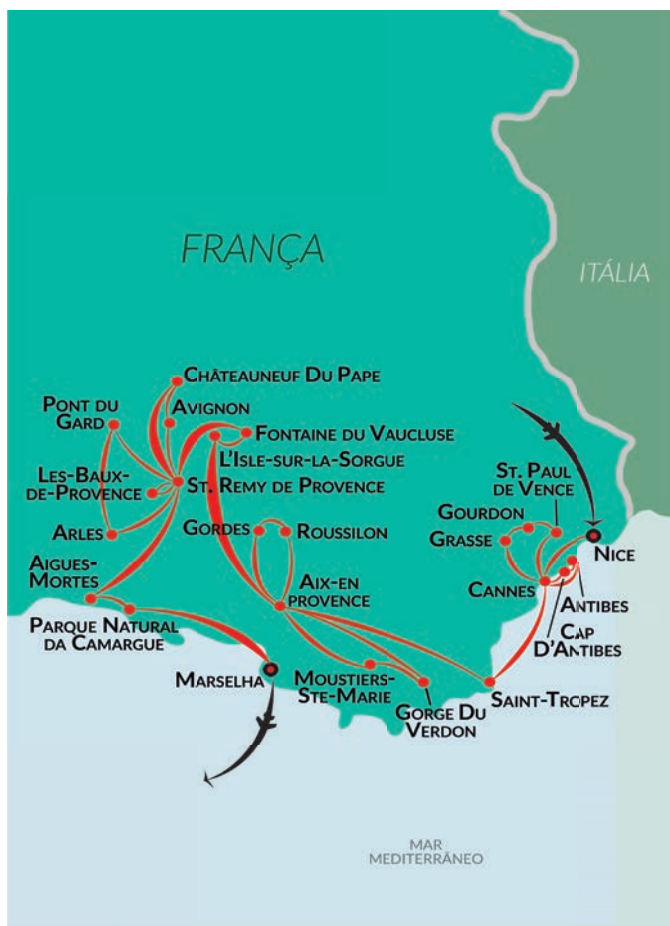 FRANÇA
ITÁLIA
CHÂTEAUNEUF DU PAPE
PONT DU
GARD
AVIGNON
FONTAINE DU VAUCLUSE
L'ISLE-SUR-LA-SORGUE
LES-BAUX-
DE-PROVENCE
ST. REMY DE PROVENCE
ST. PAUL
DE VENCE
GOURDON
GRASSE
GORDES
ROUSSILON
ARLES
NICE
AIGUES-
MORTES
AIX-EN
PROVENCE
CANNES
ANTIBES
PARQUE NATURAL
DA CAMARGUE
CAP
D'ANTIBES
MARSELHA
MOUSTIERS-
STE-MARIE
GORGE DU
VERDON
SAINT-TROPEZ
MAR
MEDITERRÂNEO